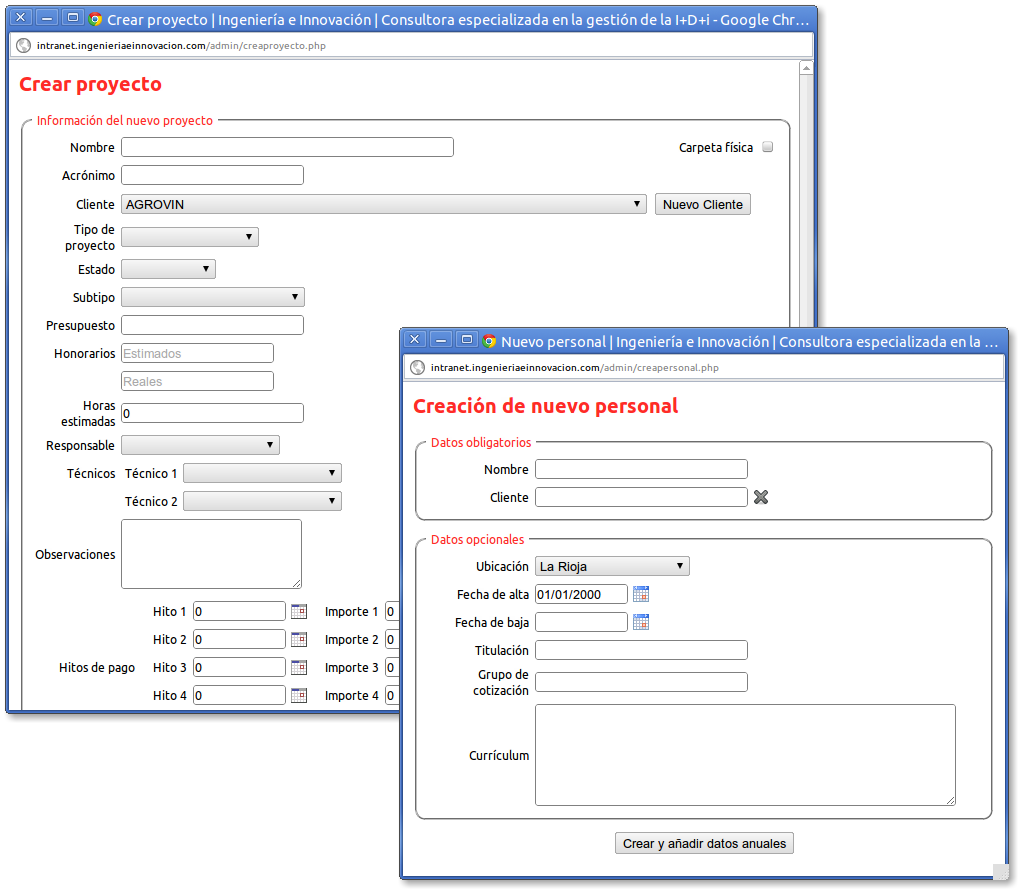 Crear proyecto | Ingeniería e Innovación | Consultora especializada en la gestión de la I+D+i - Google Chr...
intranet.ingenieriaeinnovacion.com/admin/creaproyecto.php
Crear proyecto
Información del nuevo proyecto
Nombre
Carpeta física
Acrónimo
Cliente AGROVIN Nuevo Cliente
Tipo de
proyecto
Estado
Subtipo
Presupuesto
Honorarios Estimados
Reales
Horas
estimadas 0
Responsable
Técnicos Técnico 1
Técnico 2
Observaciones
Hito 1 0 Importe 1 0
Hito 2 0 Importe 2 0
Hitos de pago Hito 3 0 Importe 3 0
Hito 4 0 Importe 4 0
Nuevo personal | Ingeniería e Innovación | Consultora especializada en la ...
intranet.ingenieriaeinnovacion.com/admin/creapersonal.php
Creación de nuevo personal
Datos obligatorios
Nombre
Cliente
Datos opcionales
Ubicación La Rioja
Fecha de alta 01/01/2000
Fecha de baja
Titulación
Grupo de
cotización
Currículum
Crear y añadir datos anuales